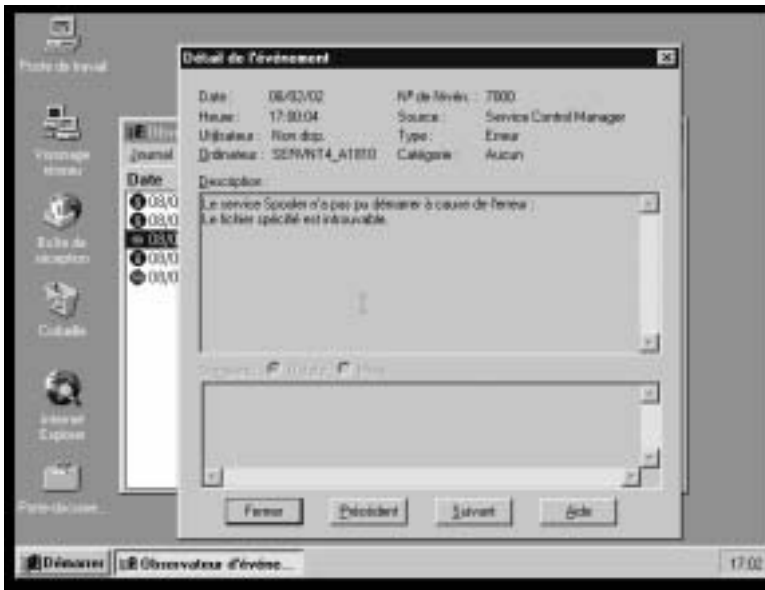 Poste de travail
Voisinage
réseau
Boîte de
réception
Corbeille
Internet
Explorer
Porte-docume...
Journal
Date
08/0
08/0
08/0
08/0
08/0
Détail de l'événement
Date : 08/02/02 N° de l'évén. : 7000
Heure : 17:00:04 Source : Service Control Manager
Utilisateur : Non disp. Type : Erreur
Ordinateur : SERVNT4_A1810 Catégorie : Aucun
Description :
Le service Spooler n'a pas pu démarrer à cause de l'erreur :
Le fichier spécifié est introuvable.
Fermer Précédent Suivant Aide
Démarrer Observateur d'événe... 17:02